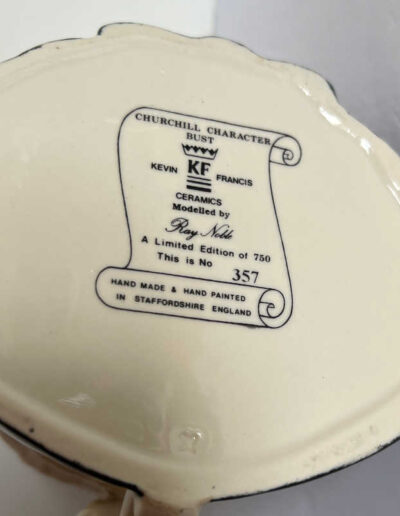 CHURCHILL CHARACTER
BUST
KEVIN KF FRANCIS
CERAMICS
Modelled by
Ray Noble
A Limited Edition of 750
This is No 357
HAND MADE & HAND PAINTED
IN STAFFORDSHIRE ENGLAND